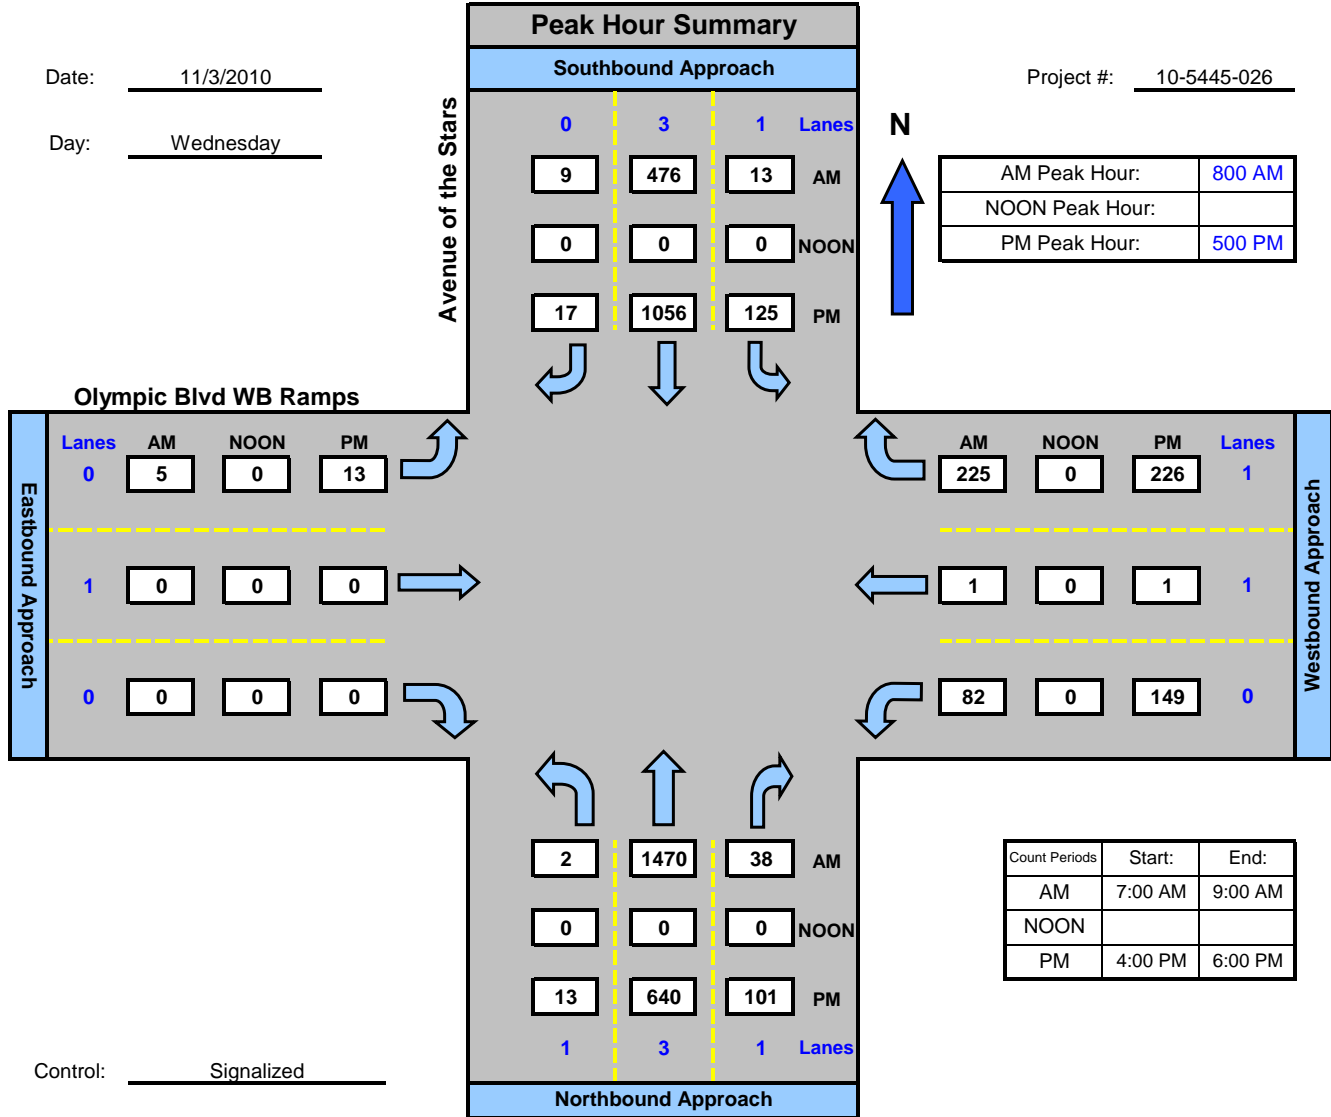 Peak Hour Summary
Southbound Approach
Date: 11/3/2010
Project #: 10-5445-026
Day: Wednesday
Avenue of the Stars
0 3 1 Lanes
9 476 13 AM
0 0 0 NOON
17 1056 125 PM
N
AM Peak Hour: 800 AM
NOON Peak Hour:
PM Peak Hour: 500 PM
Olympic Blvd WB Ramps
Eastbound Approach
Lanes AM NOON PM
0 5 0 13
1 0 0 0
0 0 0 0
AM NOON PM Lanes
225 0 226 1
1 0 1 1
82 0 149 0
Westbound Approach
2 1470 38 AM
0 0 0 NOON
13 640 101 PM
1 3 1 Lanes
Northbound Approach
Count Periods Start: End:
AM 7:00 AM 9:00 AM
NOON
PM 4:00 PM 6:00 PM
Control: Signalized